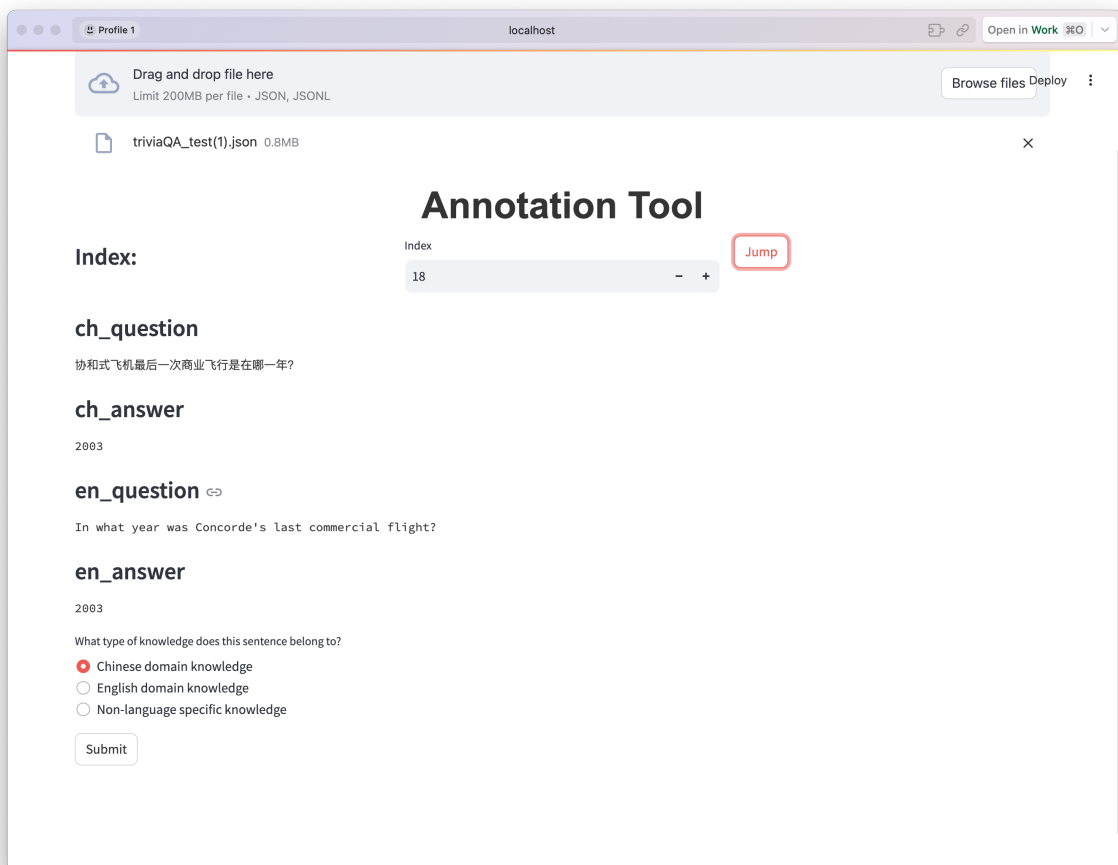 Profile 1
localhost
Open in Work ⌘O
Drag and drop file here
Limit 200MB per file • JSON, JSONL
Browse files
Deploy
triviaQA_test(1).json 0.8MB
Annotation Tool
Index:
Index
Jump
18
ch_question
协和式飞机最后一次商业飞行是在哪一年?
ch_answer
2003
en_question
In what year was Concorde's last commercial flight?
en_answer
2003
What type of knowledge does this sentence belong to?
Chinese domain knowledge
English domain knowledge
Non-language specific knowledge
Submit